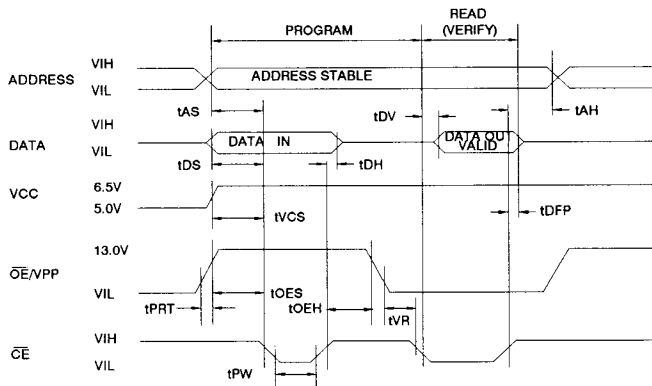 READ
PROGRAM
(VERIFY)
VIH
ADDRESS
ADDRESS STABLE
VIL
tAS
tDV
tAH
VIH
DATA
DATA IN
DATA OUT
VIL
VALID
tDS
tDH
6.5V
VCC
5.0V
tVCS
tDFP
13.0V
OE/VPP
VIL
tPRT
tOES
tOEH
tVR
VIH
CE
VIL
tPW